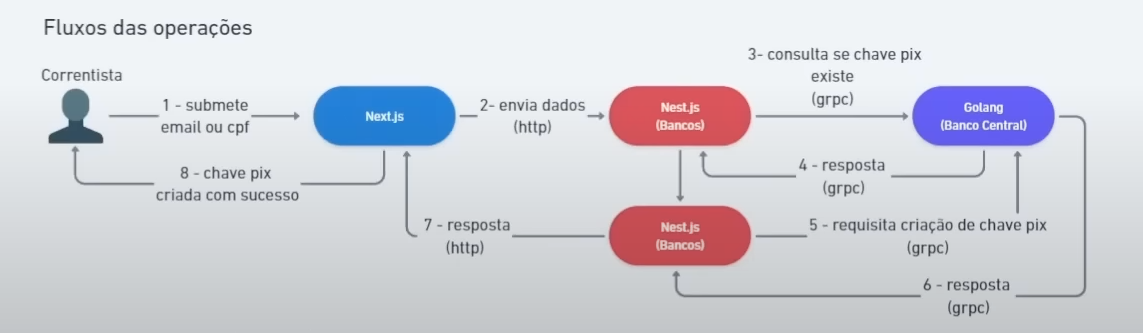 Fluxos das operações
Correntista
1 - submete
email ou cpf
Next.js
2- envia dados
(http)
Nest.js
(Bancos)
3- consulta se chave pix
existe
(grpc)
Golang
(Banco Central)
4 - resposta
(grpc)
8 - chave pix
criada com sucesso
7 - resposta
(http)
Nest.js
(Bancos)
5 - requisita criação de chave pix
(grpc)
6 - resposta
(grpc)